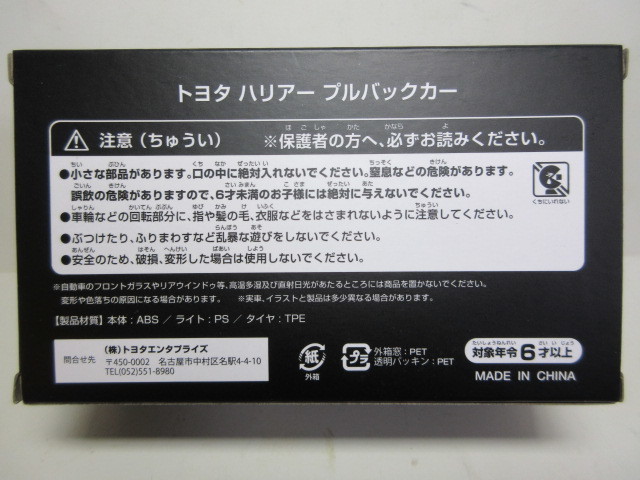 トヨタ ハリアー プルバックカー
注意（ちゅうい） ※保護者の方へ、必ずお読みください。
●小さな部品があります。口の中に絶対入れないでください。窒息などの危険があります。
誤飲の危険がありますので、6才未満のお子様には絶対に与えないでください。
●車輪などの回転部分に、指や髪の毛、衣服などをはさまれないように注意してください。
●ぶつけたり、ふりまわすなど乱暴な遊びをしないでください。
●安全のため、破損、変形した場合は使用しないでください。
くちにいれない
※自動車のフロントガラスやリアウインドゥ等、高温多湿及び直射日光があたるところには商品を置かないでください。
変形や色落ちの原因になる場合があります。 ※実車、イラストと製品は多少異なる場合があります。
【製品材質】本体：ABS / ライト：PS / タイヤ：TPE
問合せ先
（株）トヨタエンタプライズ
〒450-0002 名古屋市中村区名駅4-4-10
TEL(052)551-8980
紙
外箱
プラ
外箱窓：PET
透明パッキン：PET
対象年令6才以上
MADE IN CHINA